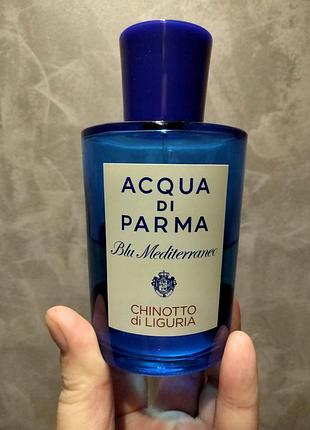 ACQUA
DI
PARMA
Blu Mediterraneo
CHINOTTO
di LIGURIA